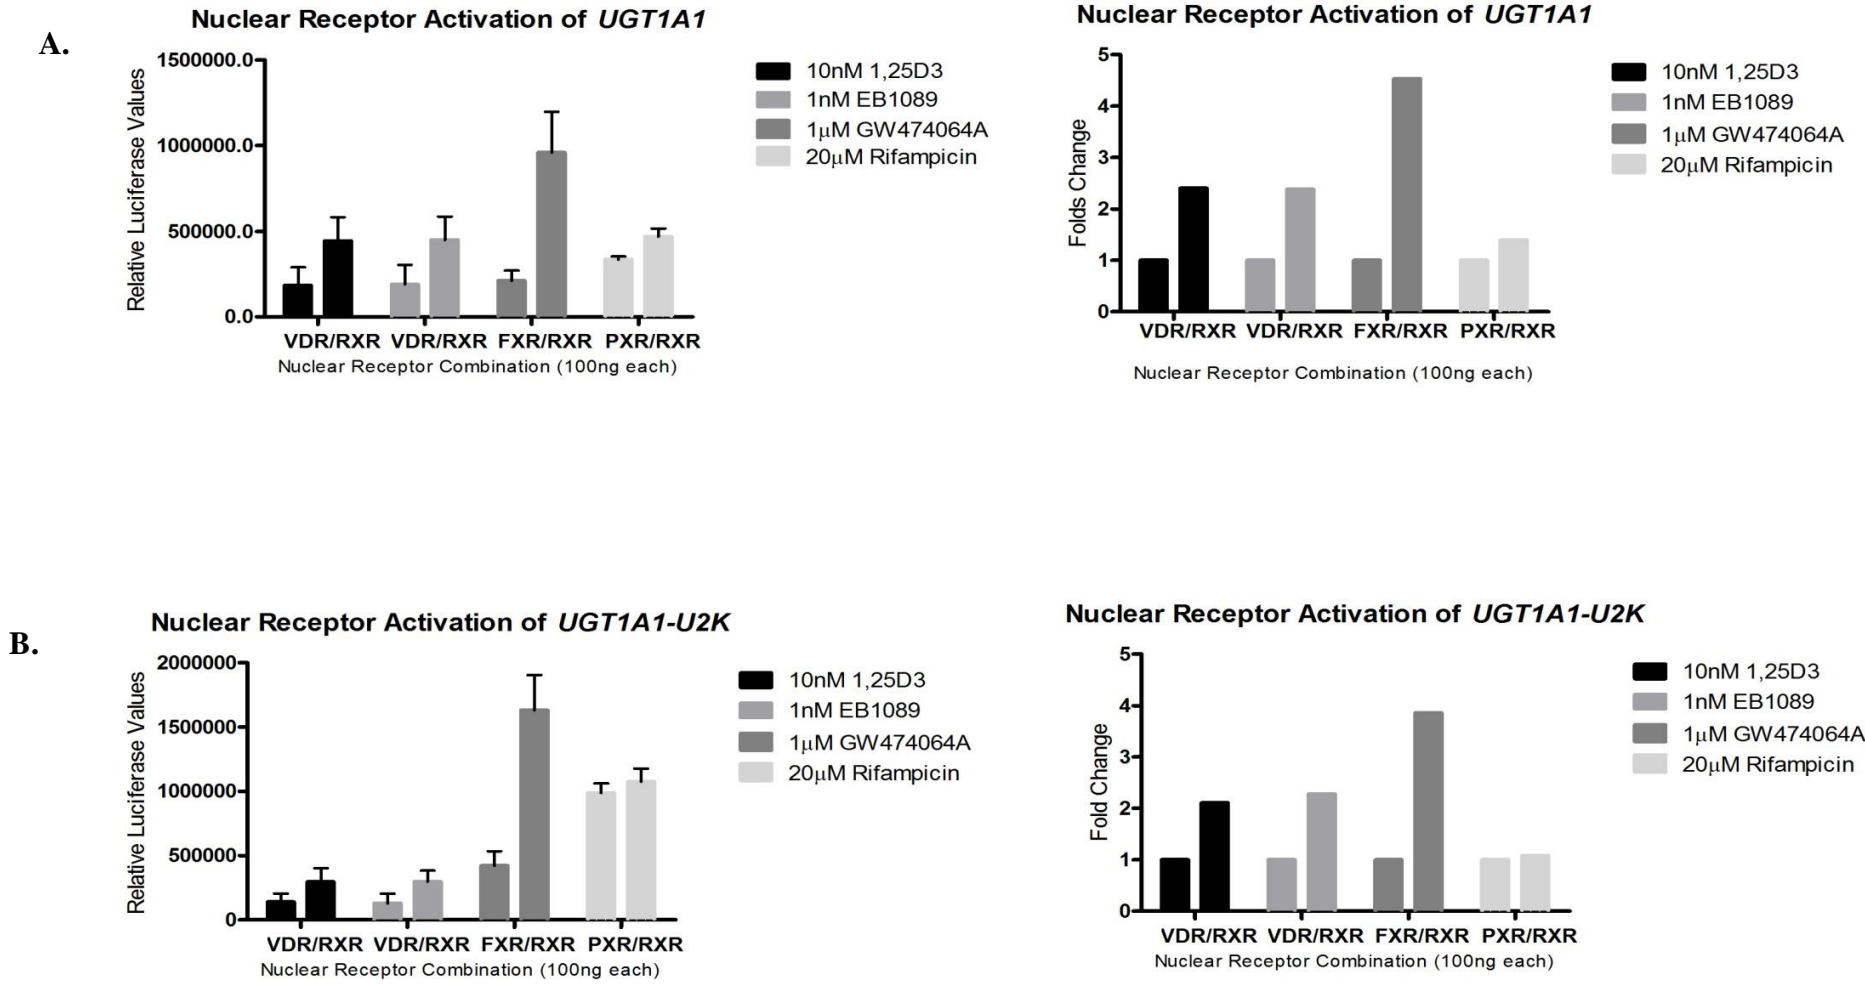 A.
Nuclear Receptor Activation of UGT1A1
Relative Luciferase Values
1500000.0
1000000.0
500000.0
0.0
VDR/RXR VDR/RXR FXR/RXR PXR/RXR
Nuclear Receptor Combination (100ng each)
10nM 1,25D3
1nM EB1089
1μM GW474064A
20μM Rifampicin
Nuclear Receptor Activation of UGT1A1
Folds Change
5
4
3
2
1
0
VDR/RXR VDR/RXR FXR/RXR PXR/RXR
Nuclear Receptor Combination (100ng each)
10nM 1,25D3
1nM EB1089
1μM GW474064A
20μM Rifampicin
B.
Nuclear Receptor Activation of UGT1A1-U2K
Relative Luciferase Values
2000000
1500000
1000000
500000
0
VDR/RXR VDR/RXR FXR/RXR PXR/RXR
Nuclear Receptor Combination (100ng each)
10nM 1,25D3
1nM EB1089
1μM GW474064A
20μM Rifampicin
Nuclear Receptor Activation of UGT1A1-U2K
Fold Change
5
4
3
2
1
0
VDR/RXR VDR/RXR FXR/RXR PXR/RXR
Nuclear Receptor Combination (100ng each)
10nM 1,25D3
1nM EB1089
1μM GW474064A
20μM Rifampicin